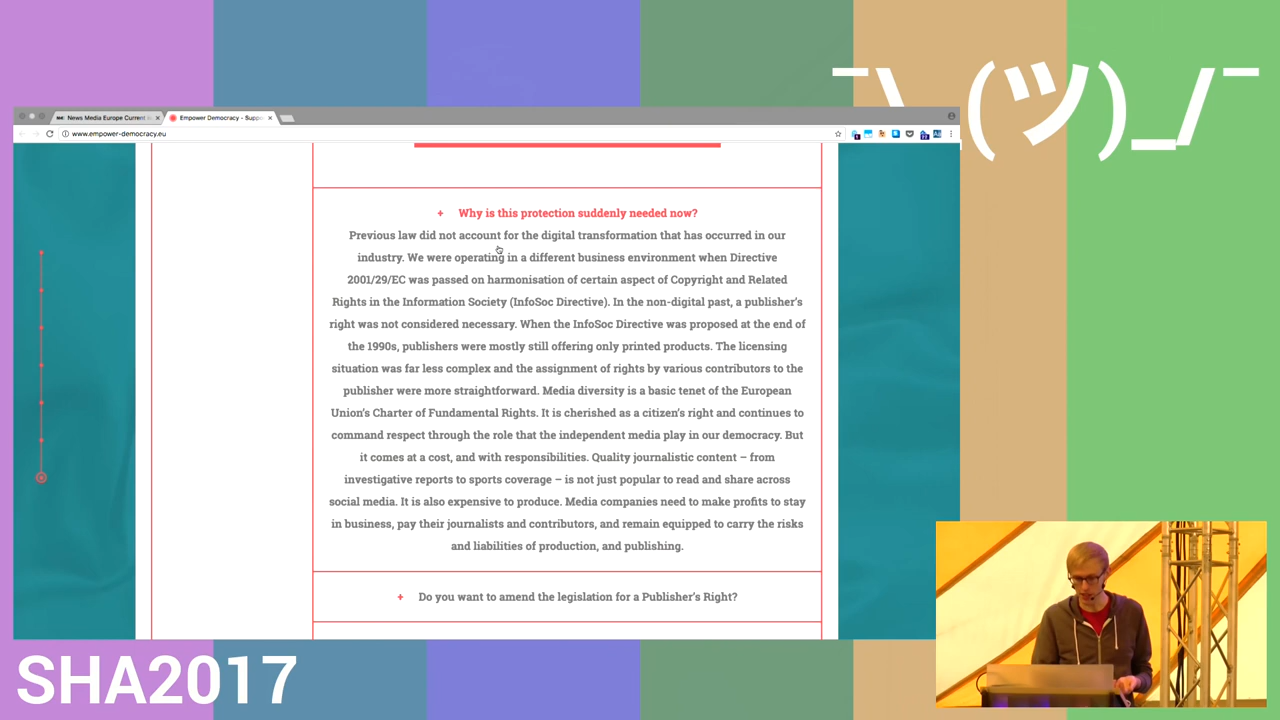 ¯\_(ツ)_/¯
News Media Europe Current is
Empower Democracy - Suppo
www.empower-democracy.eu
+ Why is this protection suddenly needed now?
Previous law did not account for the digital transformation that has occurred in our
industry. We were operating in a different business environment when Directive
2001/29/EC was passed on harmonisation of certain aspect of Copyright and Related
Rights in the Information Society (InfoSoc Directive). In the non-digital past, a publisher's
right was not considered necessary. When the InfoSoc Directive was proposed at the end of
the 1990s, publishers were mostly still offering only printed products. The licensing
situation was far less complex and the assignment of rights by various contributors to the
publisher were more straightforward. Media diversity is a basic tenet of the European
Union's Charter of Fundamental Rights. It is cherished as a citizen's right and continues to
command respect through the role that the independent media play in our democracy. But
it comes at a cost, and with responsibilities. Quality journalistic content – from
investigative reports to sports coverage – is not just popular to read and share across
social media. It is also expensive to produce. Media companies need to make profits to stay
in business, pay their journalists and contributors, and remain equipped to carry the risks
and liabilities of production, and publishing.
+ Do you want to amend the legislation for a Publisher's Right?
SHA2017